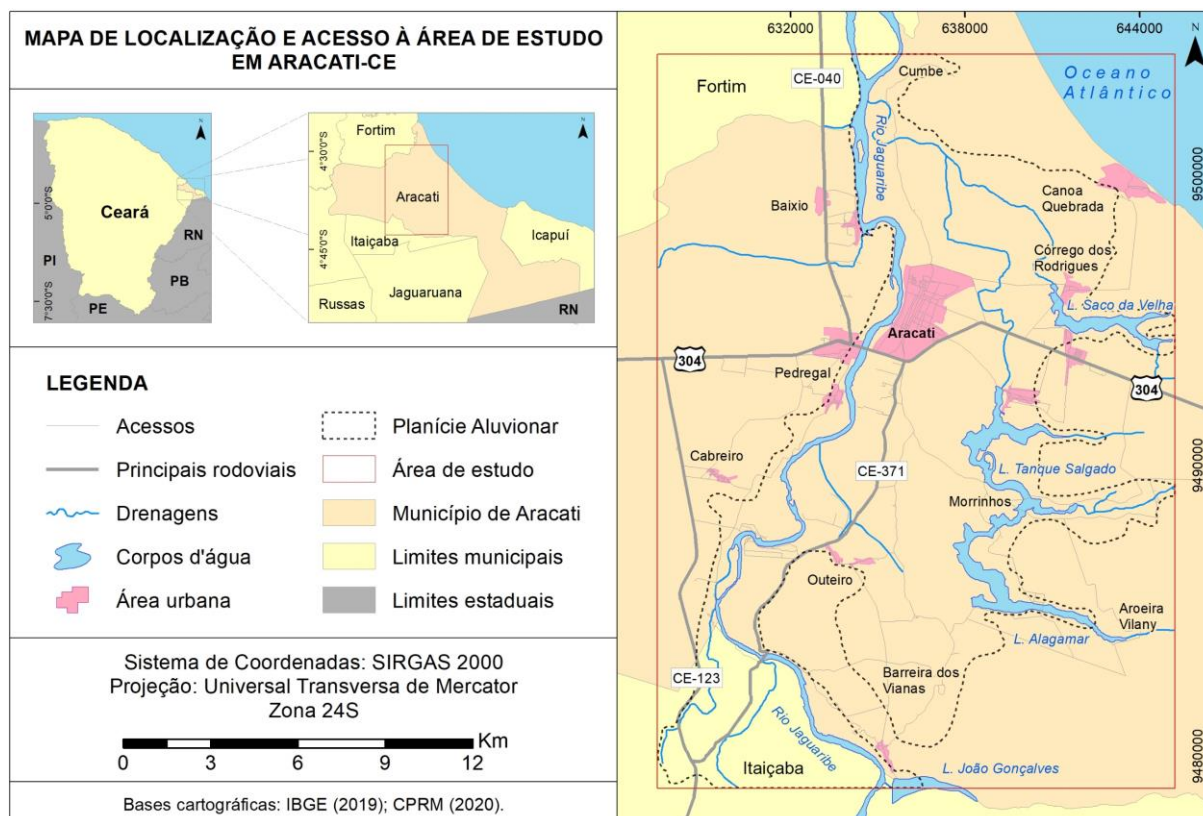 MAPA DE LOCALIZAÇÃO E ACESSO À ÁREA DE ESTUDO
EM ARACATI-CE
N
4°30'0"S
5°0'0"S
7°30'0"S
Ceará
RN
PI
PB
PE
N
4°30'0"S
4°45'0"S
Fortim
Aracati
Itaiçaba
Icapuí
Jaguaruana
Russas
RN
LEGENDA
Acessos
Principais rodoviais
Drenagens
Corpos d'água
Área urbana
Planície Aluvionar
Área de estudo
Município de Aracati
Limites municipais
Limites estaduais
Sistema de Coordenadas: SIRGAS 2000
Projeção: Universal Transversa de Mercator
Zona 24S
Km
0 3 6 9 12
Bases cartográficas: IBGE (2019); CPRM (2020).
632000 638000 644000
N
9500000
9490000
9480000
Oceano
Atlântico
Cumbe
CE-040
Fortim
Rio Jaguaribe
Canoa
Quebrada
Baixio
Córrego dos
Rodrigues
L. Saco da Velha
Aracati
304
Pedregal
304
Cabreiro
CE-371
L. Tanque Salgado
Morrinhos
Outeiro
Aroeira
Vilany
L. Alagamar
CE-123
Barreira dos
Vianas
Rio Jaguaribe
Itaiçaba
L. João Gonçalves